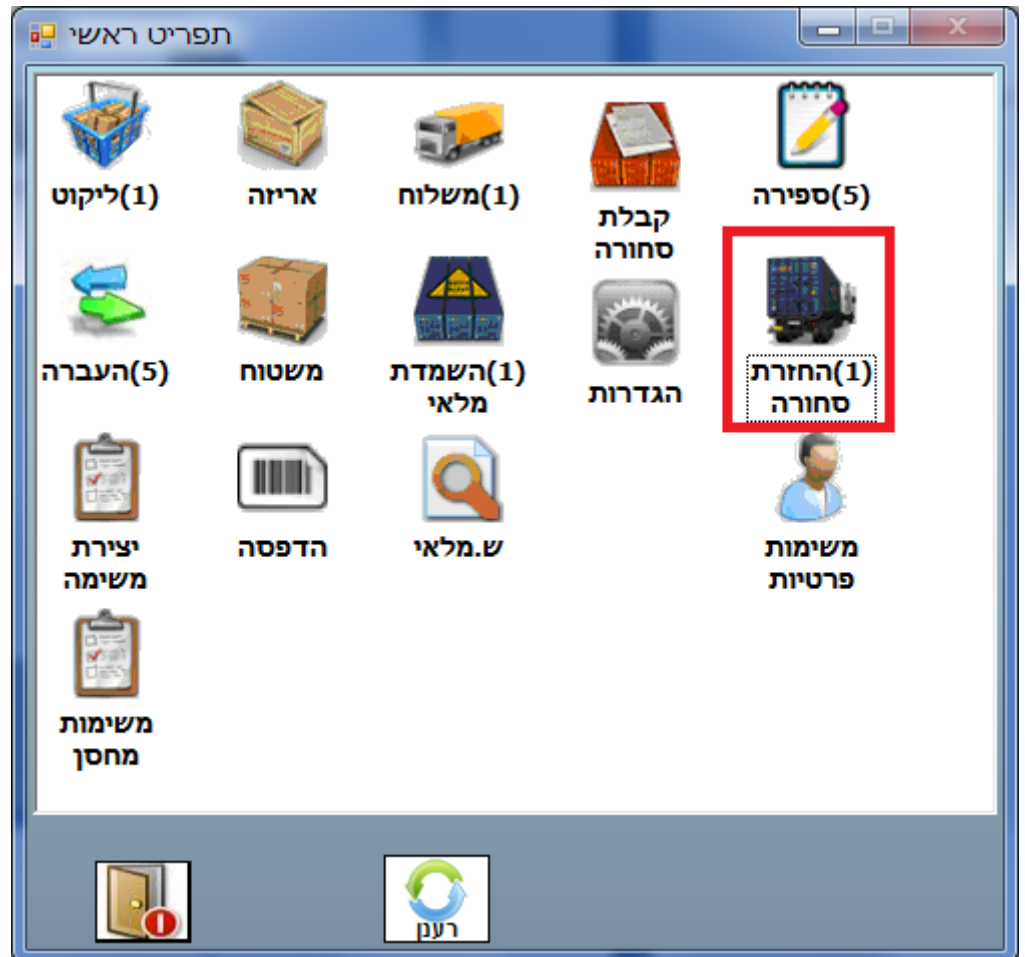 תפריט ראשי
ליקוט(1)
אריזה
משלוח(1)
קבלת
סחורה
ספירה(5)
העברה(5)
משטוח
השמדת(1)
מלאי
הגדרות
החזרת(1)
סחורה
יצירת
משימה
הדפסה
ש.מלאי
משימות
פרטיות
משימות
מחסן
רענן